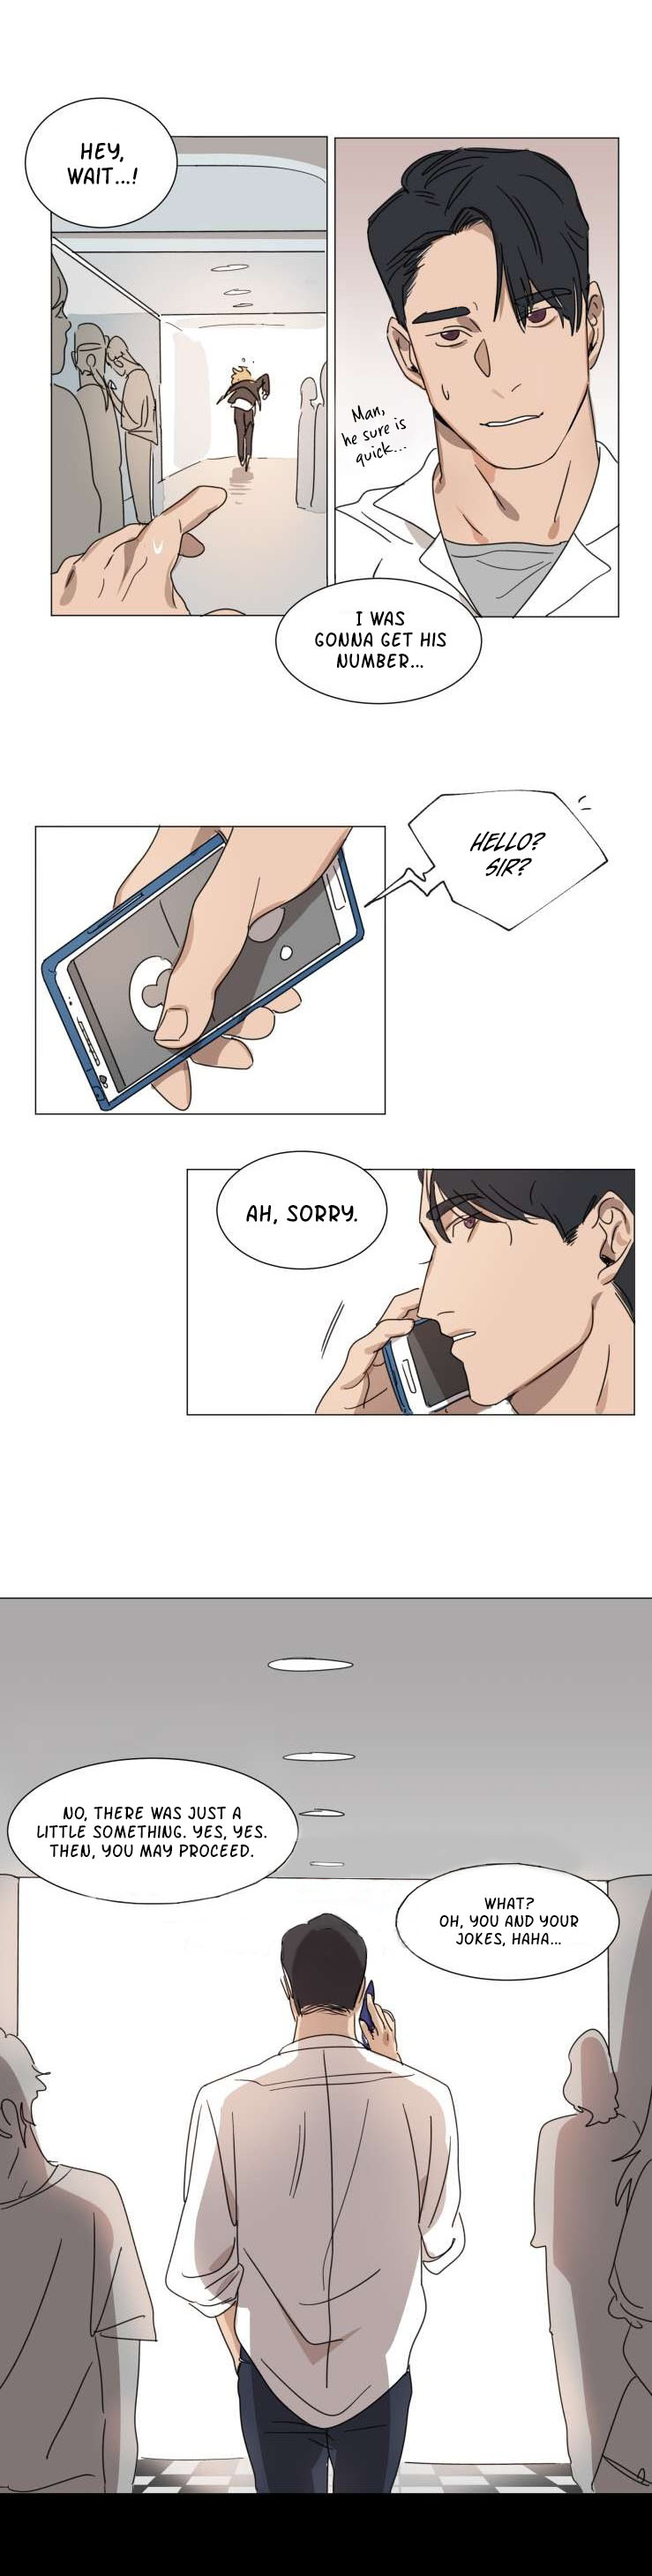 HEY,
WAIT...!
Man,
he sure is
quick...
I WAS
GONNA GET HIS
NUMBER...
HELLO?
SIR?
AH, SORRY.
NO, THERE WAS JUST A
LITTLE SOMETHING. YES, YES.
THEN, YOU MAY PROCEED.
WHAT?
OH, YOU AND YOUR
JOKES, HAHA...